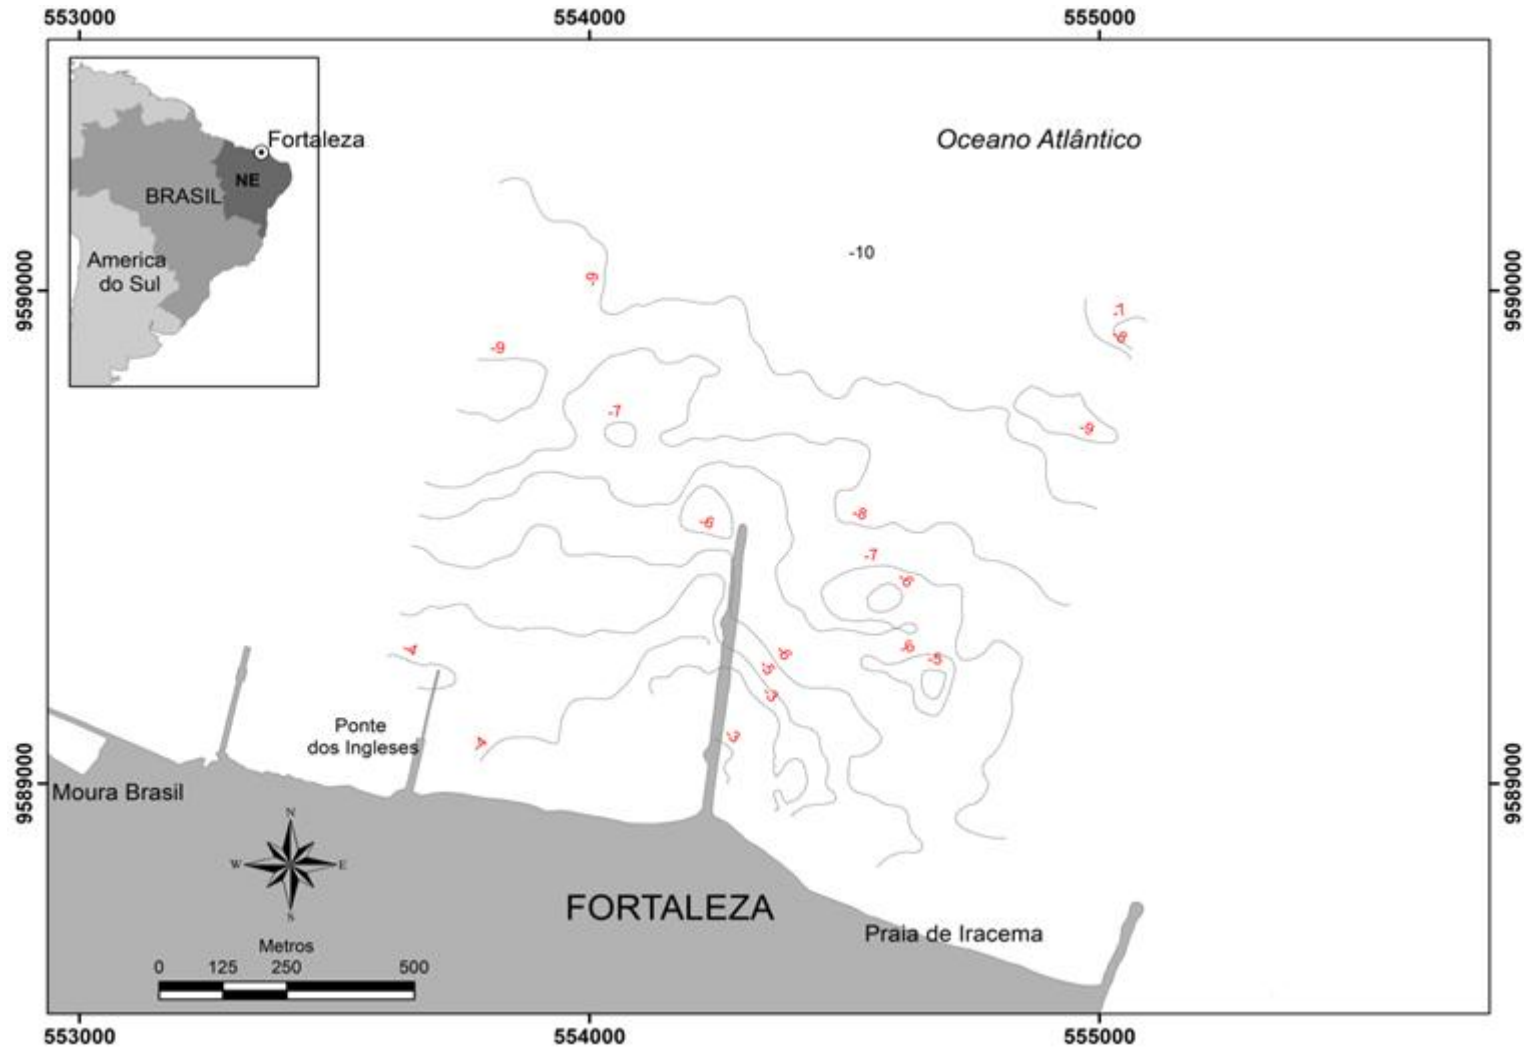 553000
554000
555000
Oceano Atlântico
Fortaleza
NE
BRASIL
America
do Sul
-10
9590000
9590000
-9
-7
-8
-9
-7
-9
-6
-8
-7
-6
-4
-6
-5
-6
-5
-3
-3
-4
Ponte
dos Ingleses
9589000
9589000
Moura Brasil
N
W
E
S
FORTALEZA
Praia de Iracema
Metros
0
125
250
500
553000
554000
555000